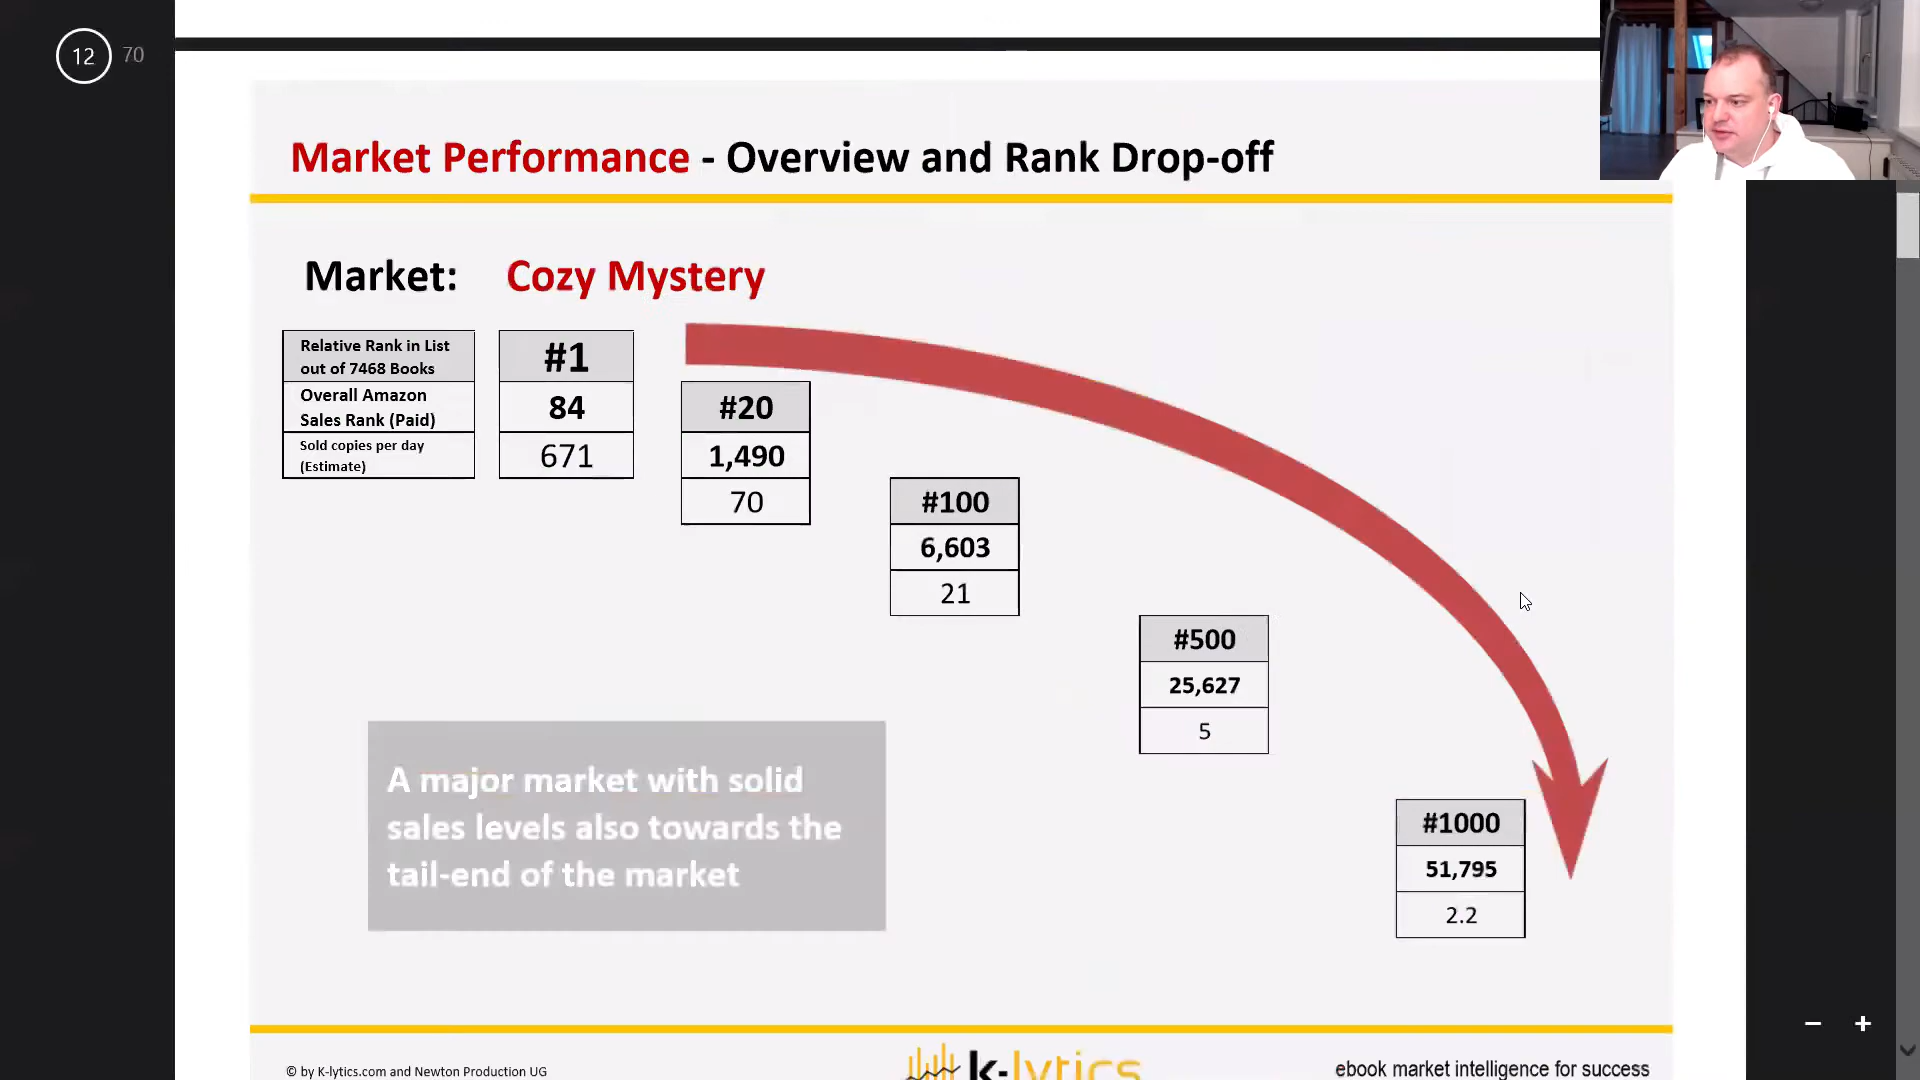 12 70
Market Performance - Overview and Rank Drop-off
Market: Cozy Mystery
Relative Rank in List
out of 7468 Books
Overall Amazon
Sales Rank (Paid)
Sold copies per day
(Estimate)
#1
84
671
#20
1,490
70
#100
6,603
21
#500
25,627
5
#1000
51,795
2.2
A major market with solid
sales levels also towards the
tail-end of the market
© by K-lytics.com and Newton Production UG
k-lytics
ebook market intelligence for success